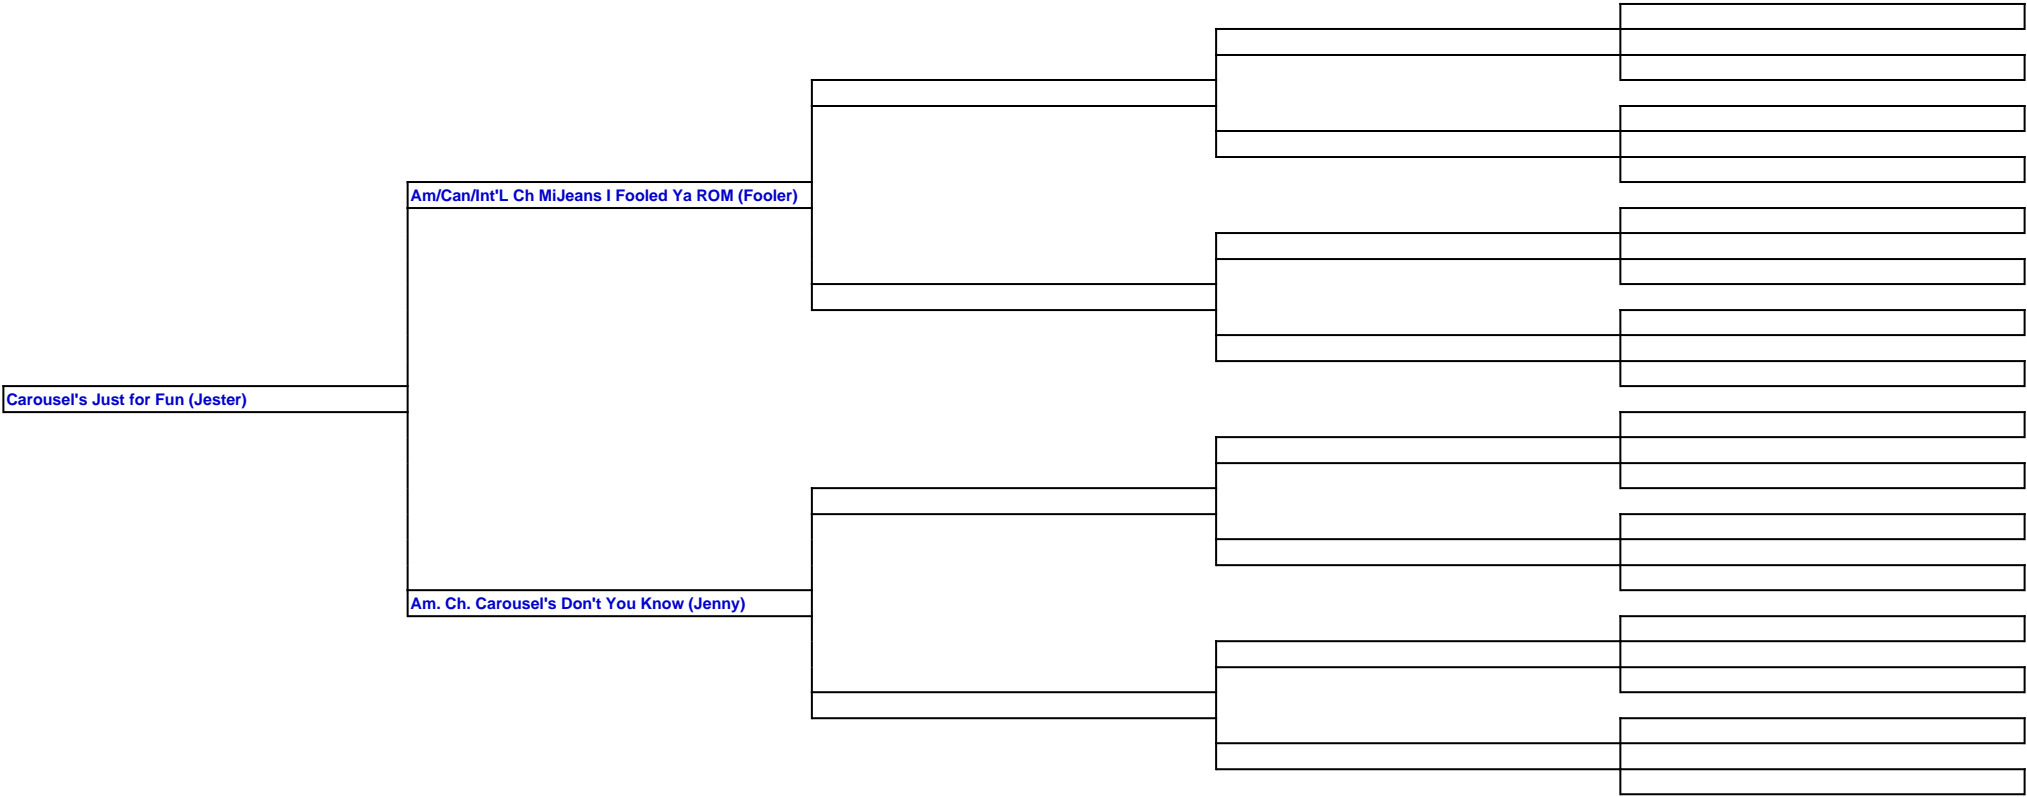 Am/Can/Int'L Ch MiJeans I Fooled Ya ROM (Fooler)
Carousel's Just for Fun (Jester)
Am. Ch. Carousel's Don't You Know (Jenny)